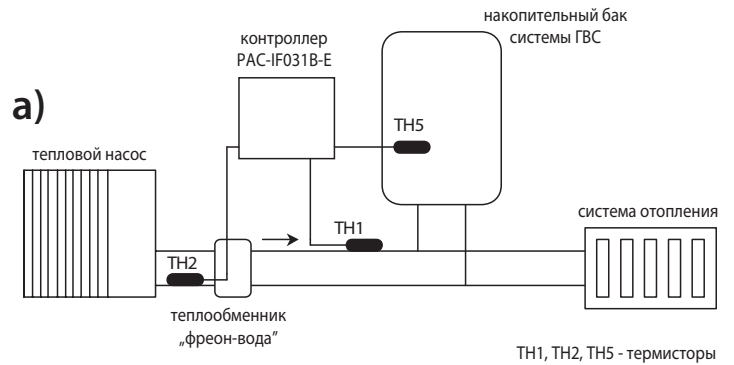 накопительный бак
системы ГВС
контроллер
PAC-IF031B-E
а)
TH5
тепловой насос
система отопления
TH1
TH2
теплообменник
„фреон-вода”
TH1, TH2, TH5 - термисторы